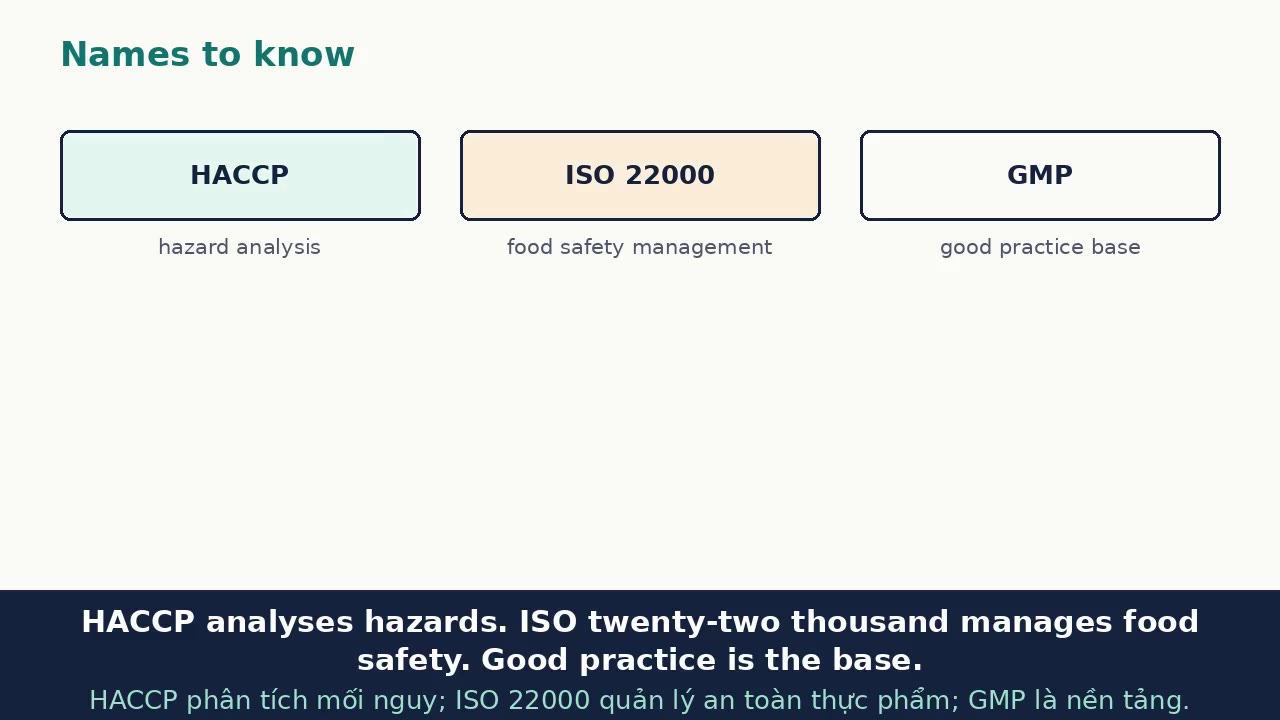 Names to know
HACCP
ISO 22000
GMP
hazard analysis
food safety management
good practice base
HACCP analyses hazards. ISO twenty-two thousand manages food
safety. Good practice is the base.
HACCP phân tích mối nguy; ISO 22000 quản lý an toàn thực phẩm; GMP là nền tảng.